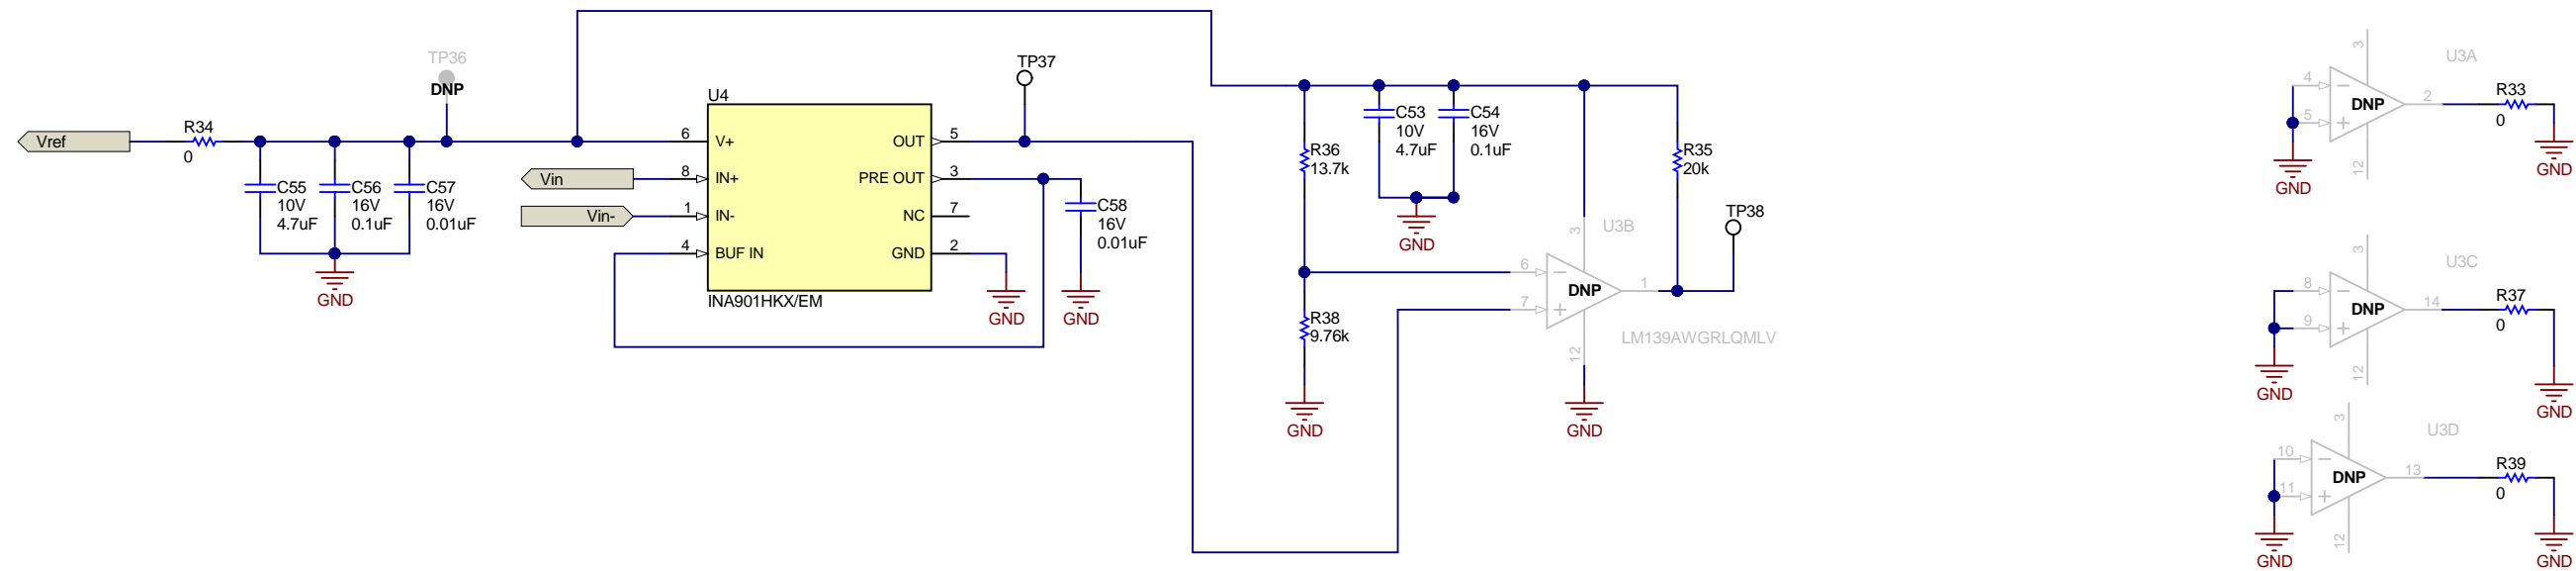 Vref
R34
0
C55
10V
4.7uF
C56
16V
0.1uF
C57
16V
0.01uF
GND
TP36
DNP
Vin
Vin-
U4
6 V+
8 IN+
1 IN-
4 BUF IN
OUT 5
PRE OUT 3
NC 7
GND 2
INA901HKX/EM
TP37
C58
16V
0.01uF
GND
GND
R36
13.7k
C53
10V
4.7uF
C54
16V
0.1uF
GND
R35
20k
R38
9.76k
GND
U3B
3
6
7
DNP
1
12
LM139AWGRLQMLV
GND
TP38
U3A
3
4
5
DNP
2
12
GND
R33
0
GND
U3C
3
8
9
DNP
14
12
GND
R37
0
GND
U3D
3
10
11
DNP
13
12
GND
R39
0
GND